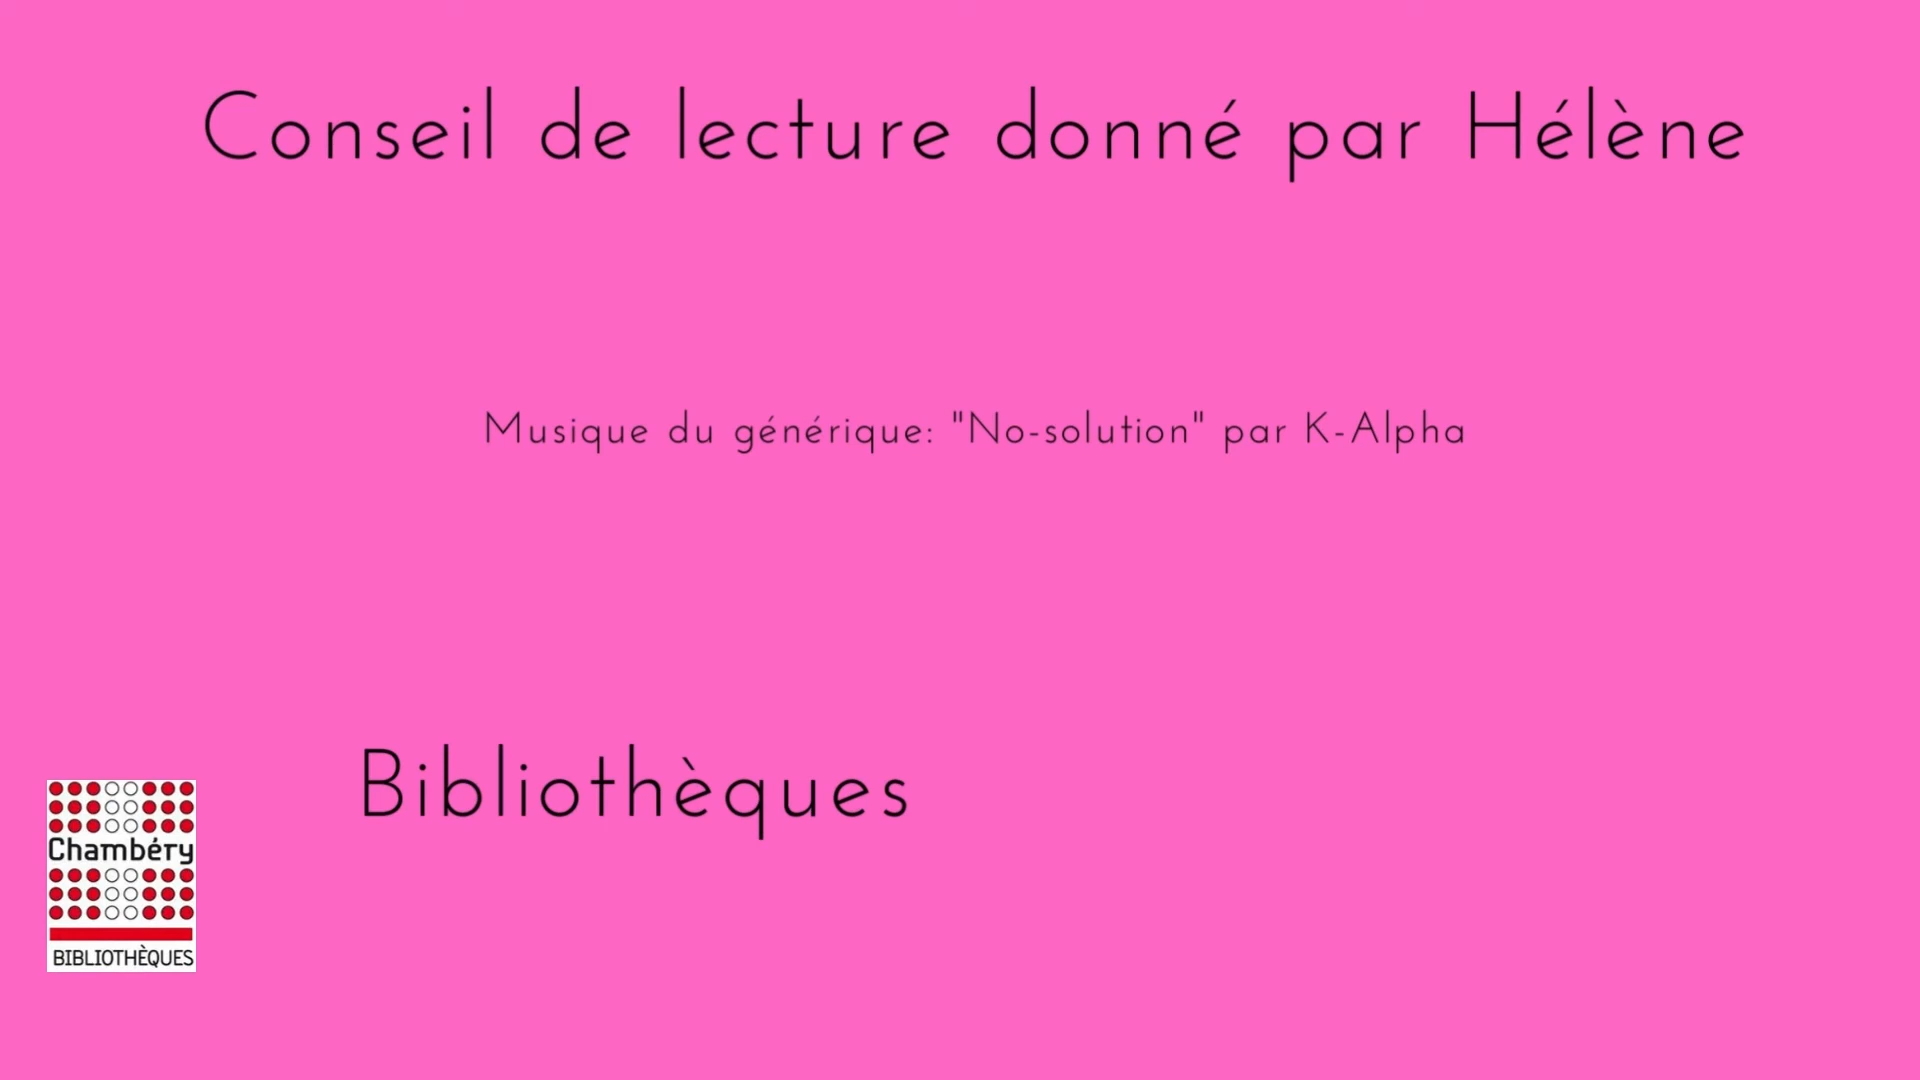 Conseil de lecture donné par Hélène
Musique du générique: "No-solution" par K-Alpha
Bibliothèques
Chambéry
BIBLIOTHÈQUES